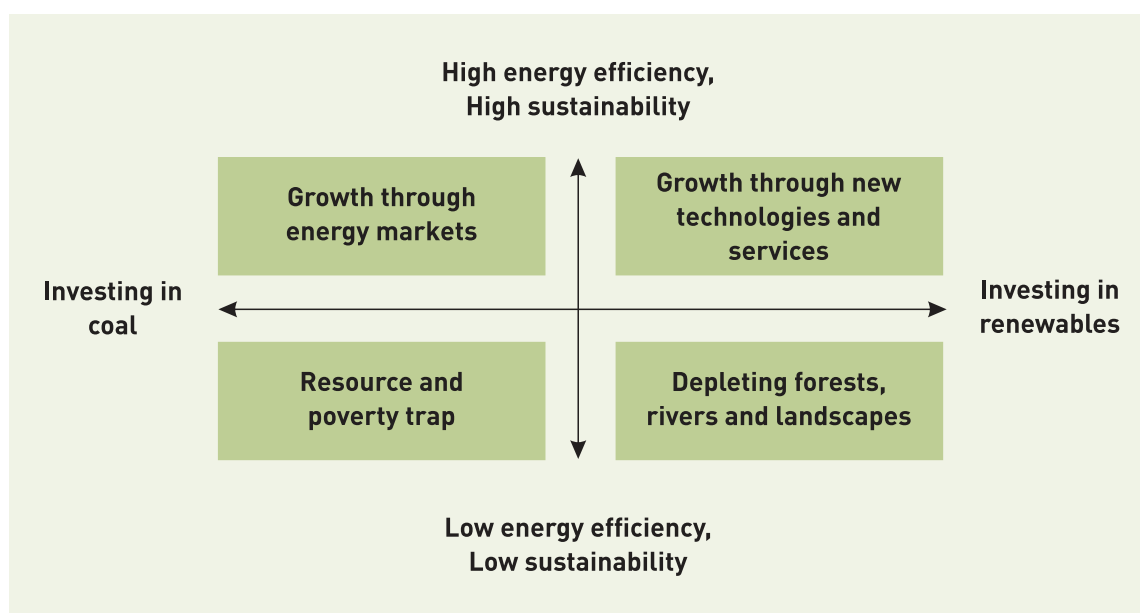 High energy efficiency,
High sustainability
Growth through
energy markets
Growth through new
technologies and
services
Investing in
coal
Investing in
renewables
Resource and
poverty trap
Depleting forests,
rivers and landscapes
Low energy efficiency,
Low sustainability